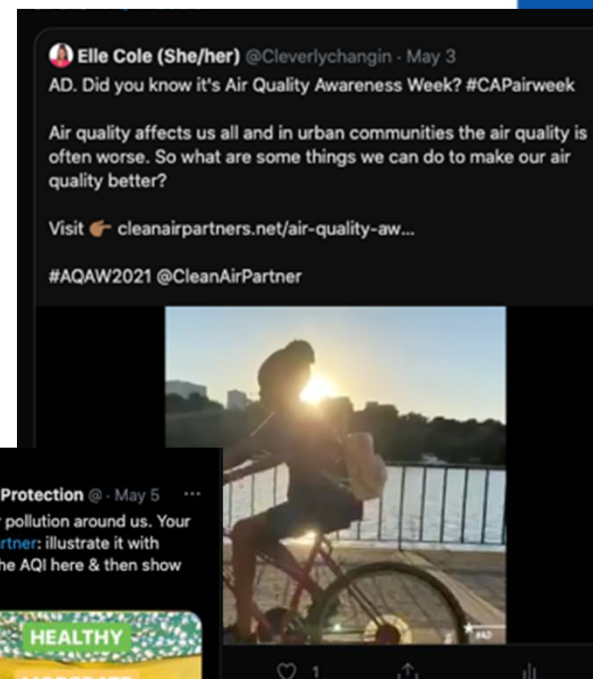 Elle Cole (She/her) @Cleverlychangin · May 3
AD. Did you know it's Air Quality Awareness Week? #CAPairweek
Air quality affects us all and in urban communities the air quality is
often worse. So what are some things we can do to make our air
quality better?
Visit 👉🏽 cleanairpartners.net/air-quality-aw...
#AQAW2021 @CleanAirPartner
#AD
1
Protection @ · May 5 ...
pollution around us. Your
rtner: illustrate it with
he AQI here & then show
HEALTHY
MODERATE